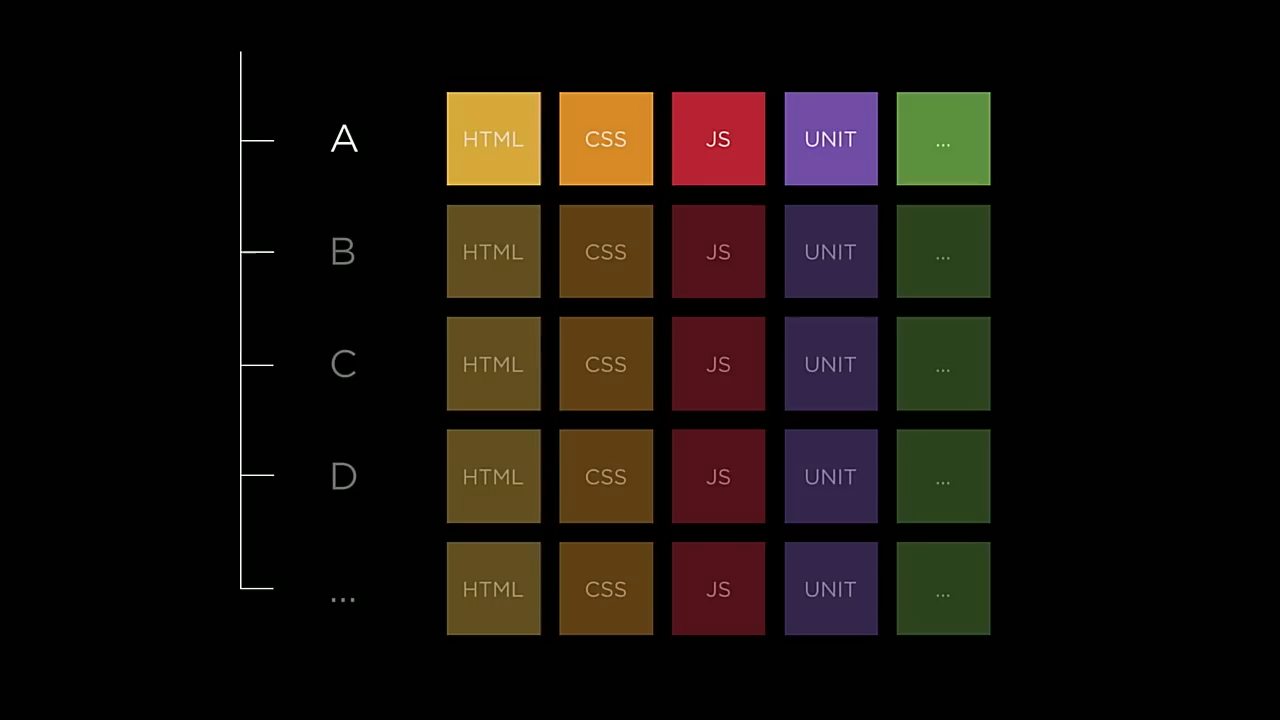 A HTML CSS JS UNIT ...
B HTML CSS JS UNIT ...
C HTML CSS JS UNIT ...
D HTML CSS JS UNIT ...
... HTML CSS JS UNIT ...